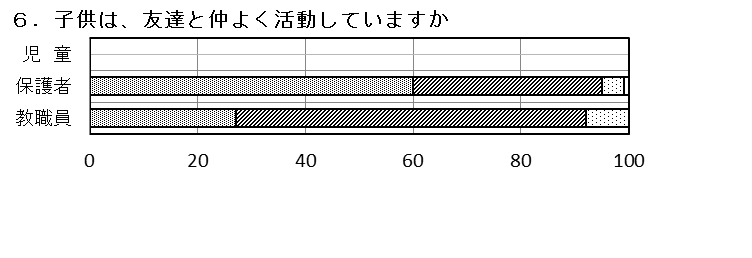 ６．子供は、友達と仲よく活動していますか
児 童
保護者
教職員
0 20 40 60 80 100